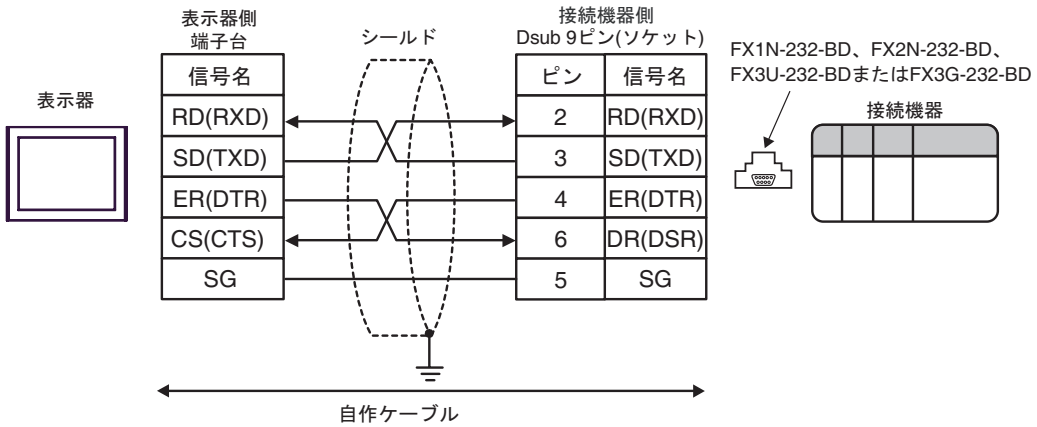 表示器
表示器側
端子台
シールド
接続機器側
Dsub 9ピン(ソケット)
信号名
ピン
信号名
RD(RXD)
2
RD(RXD)
SD(TXD)
3
SD(TXD)
ER(DTR)
4
ER(DTR)
CS(CTS)
6
DR(DSR)
SG
5
SG
自作ケーブル
FX1N-232-BD、FX2N-232-BD、
FX3U-232-BDまたはFX3G-232-BD
接続機器